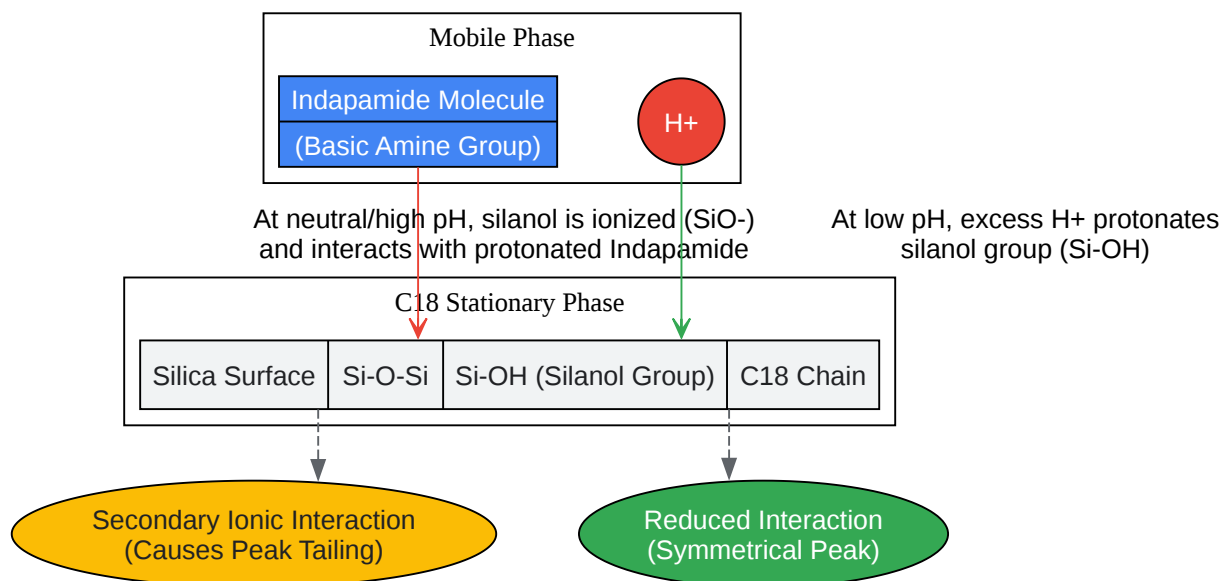 Mobile Phase
Indapamide Molecule
(Basic Amine Group)
H+
At neutral/high pH, silanol is ionized (SiO-)
and interacts with protonated Indapamide
At low pH, excess H+ protonates
silanol group (Si-OH)
C18 Stationary Phase
Silica Surface
Si-O-Si
Si-OH (Silanol Group)
C18 Chain
Secondary Ionic Interaction
(Causes Peak Tailing)
Reduced Interaction
(Symmetrical Peak)